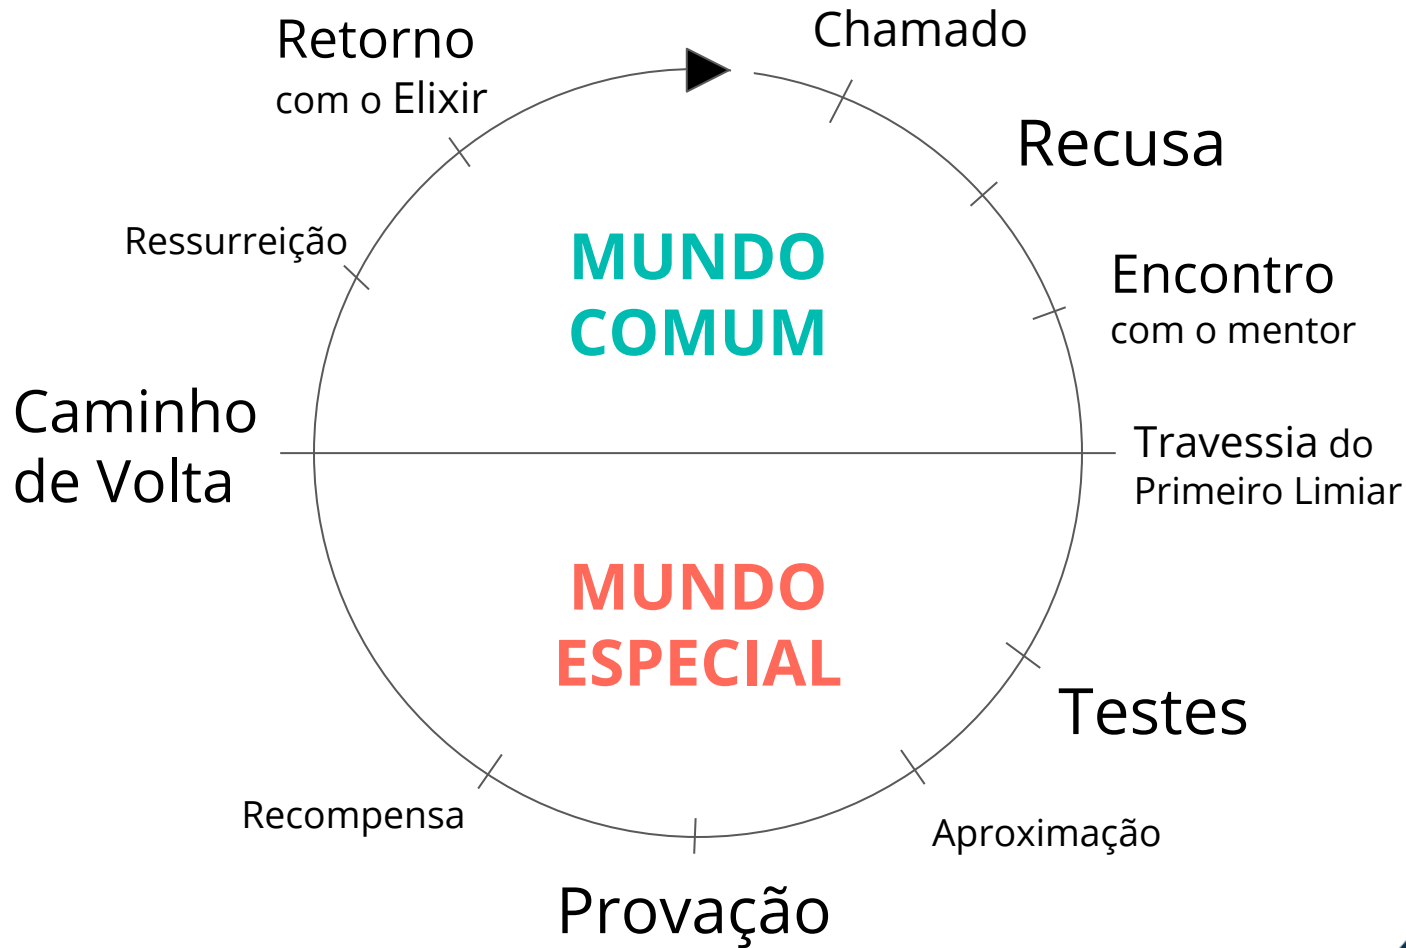 Chamado
Recusa
Encontro
com o mentor
Travessia do
Primeiro Limiar
Testes
Aproximação
Provação
Recompensa
Caminho
de Volta
Ressurreição
Retorno
com o Elixir
MUNDO
COMUM
MUNDO
ESPECIAL